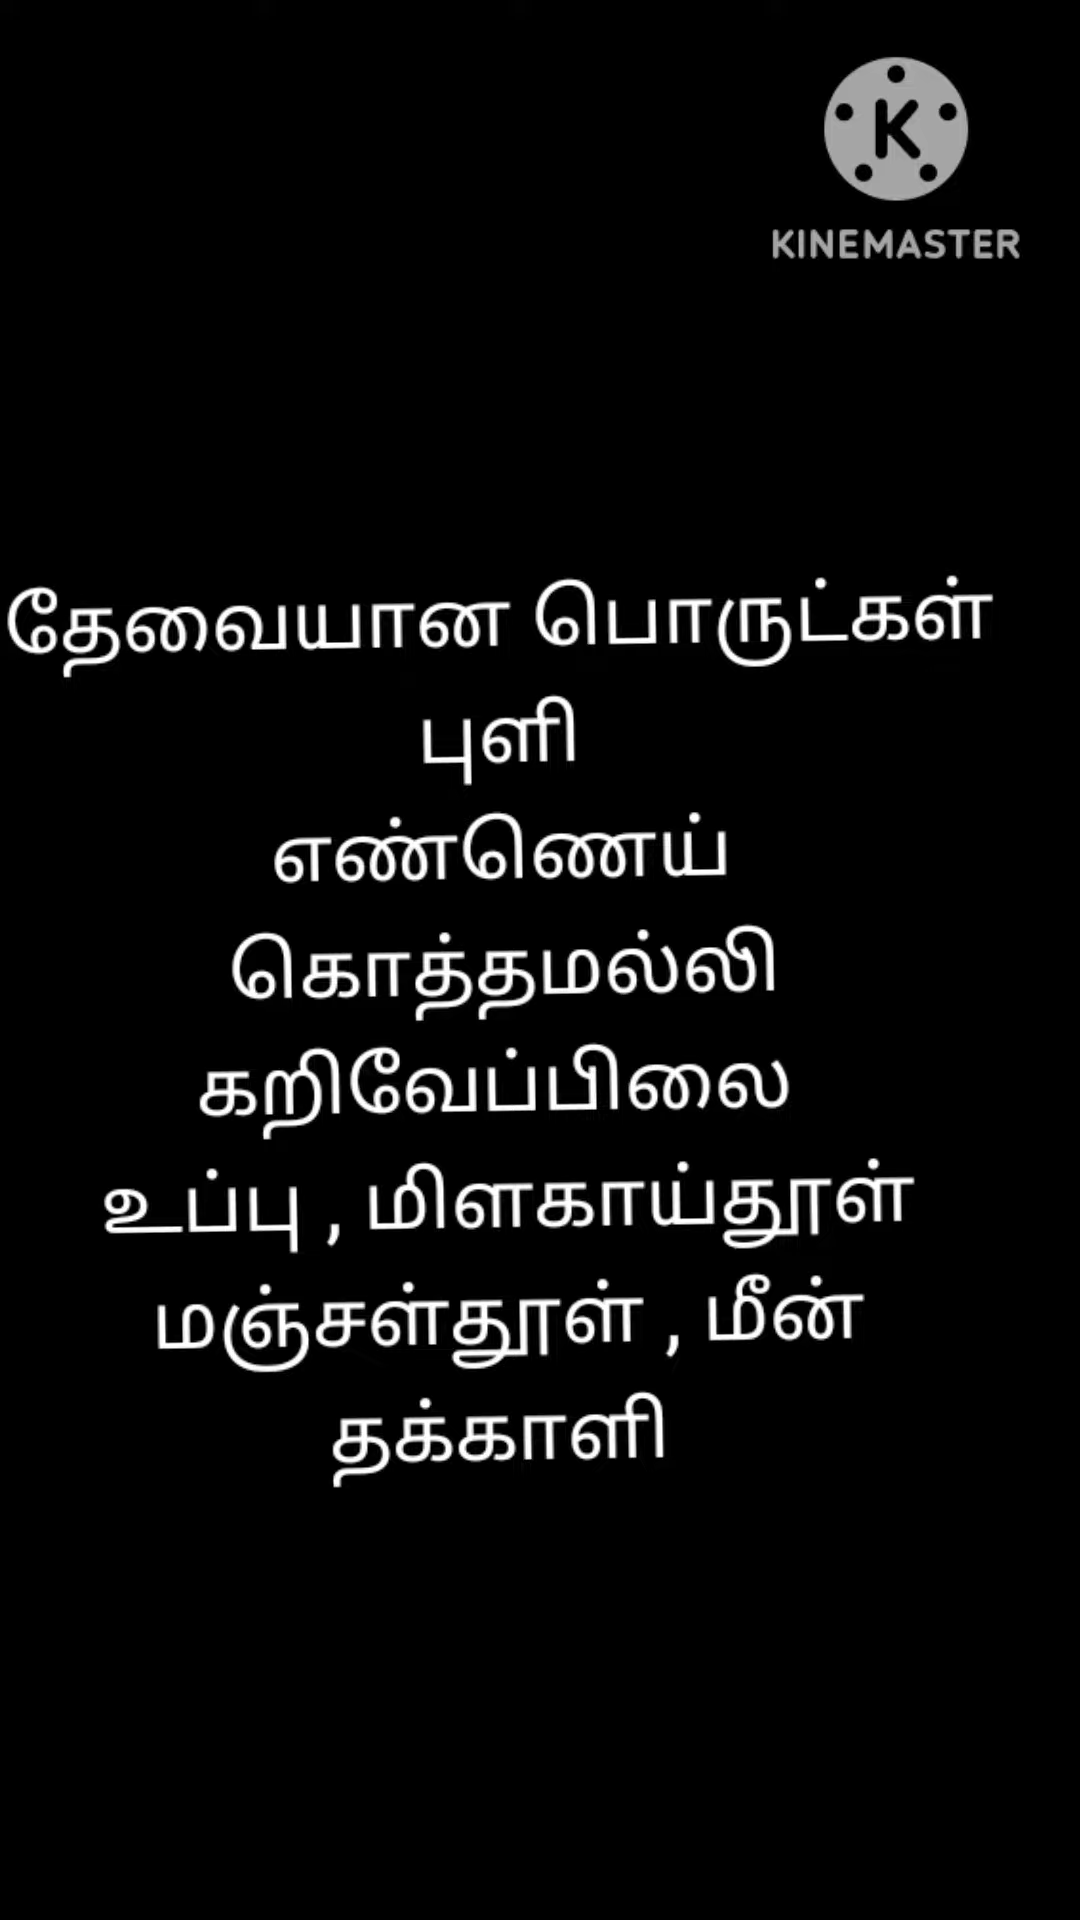 KINEMASTER
தேவையான பொருட்கள்
புளி
எண்ணெய்
கொத்தமல்லி
கறிவேப்பிலை
உப்பு , மிளகாய்தூள்
மஞ்சள்தூள் , மீன்
தக்காளி